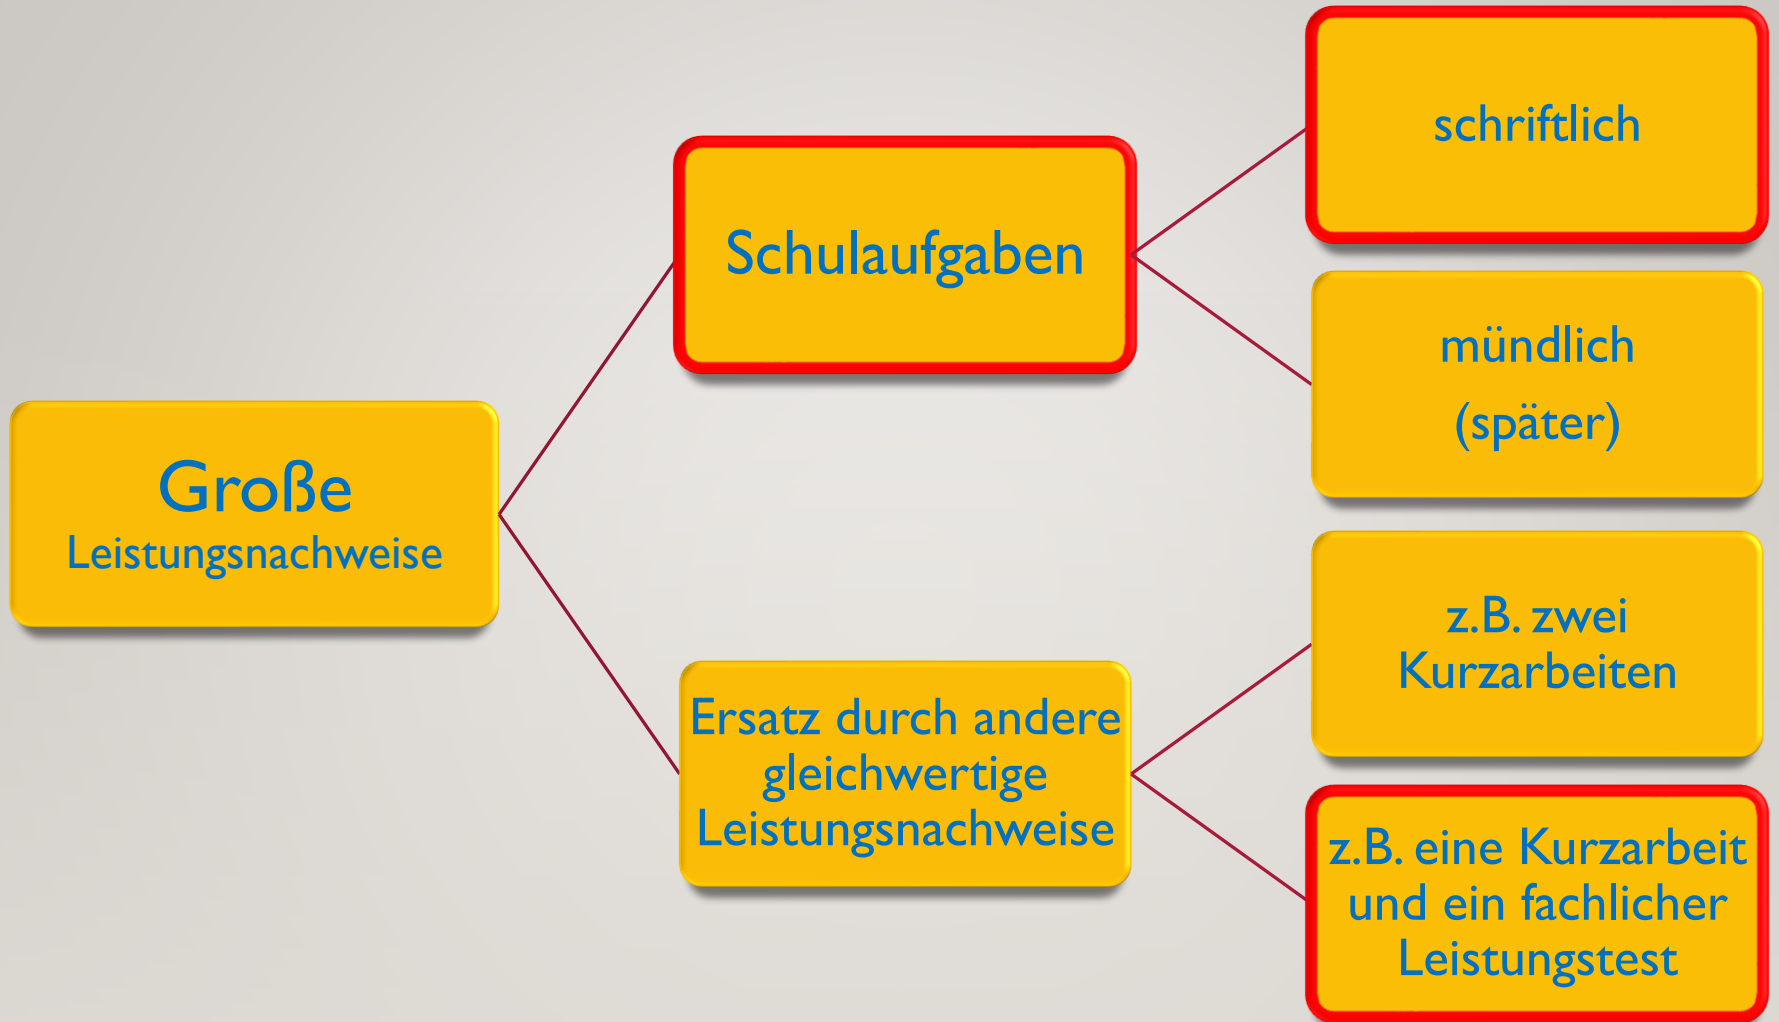 Große
Leistungsnachweise
Schulaufgaben
schriftlich
mündlich
(später)
Ersatz durch andere
gleichwertige
Leistungsnachweise
z.B. zwei
Kurzarbeiten
z.B. eine Kurzarbeit
und ein fachlicher
Leistungstest